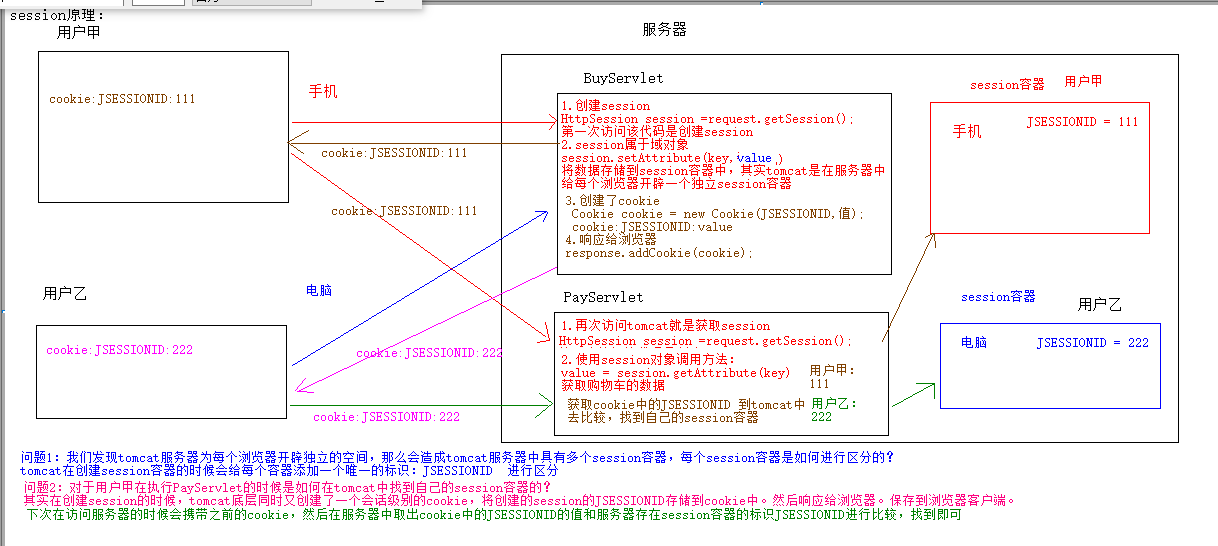 session原理:
用户甲
服务器
cookie:JSESSIONID:111
手机
cookie:JSESSIONID:111
cookie:JSESSIONID:111
BuyServlet
1.创建session
HttpSession session =request.getSession();
第一次访问该代码是创建session
2.session属于域对象
session.setAttribute(key,value )
将数据存储到session容器中，其实tomcat是在服务器中
给每个浏览器开辟一个独立session容器
3.创建了cookie
Cookie cookie = new Cookie(JSESSIONID,值);
cookie:JSESSIONID:value
4.响应给浏览器
response.addCookie(cookie);
session容器 用户甲
手机 JSESSIONID = 111
用户乙
电脑
cookie:JSESSIONID:222
cookie:JSESSIONID:222
cookie:JSESSIONID:222
PayServlet
1.再次访问tomcat就是获取session
HttpSession session =request.getSession();
2.使用session对象调用方法:
value = session.getAttribute(key)
获取购物车的数据
用户甲:
111
获取cookie中的JSESSIONID 到tomcat中
去比较，找到自己的session容器
用户乙:
222
session容器 用户乙
电脑 JSESSIONID = 222
问题1: 我们发现tomcat服务器为每个浏览器开辟独立的空间，那么会造成tomcat服务器中具有多个session容器，每个session容器是如何进行区分的?
tomcat在创建session容器的时候会给每个容器添加一个唯一的标识: JSESSIONID 进行区分
问题2: 对于用户甲在执行PayServlet的时候是如何在tomcat中找到自己的session容器的?
其实在创建session的时候，tomcat底层同时又创建了一个会话级别的cookie，将创建的session的JSESSIONID存储到cookie中。然后响应给浏览器。保存到浏览器客户端。
下次在访问服务器的时候会携带之前的cookie，然后在服务器中取出cookie中的JSESSIONID的值和服务器存在session容器的标识JSESSIONID进行比较，找到即可